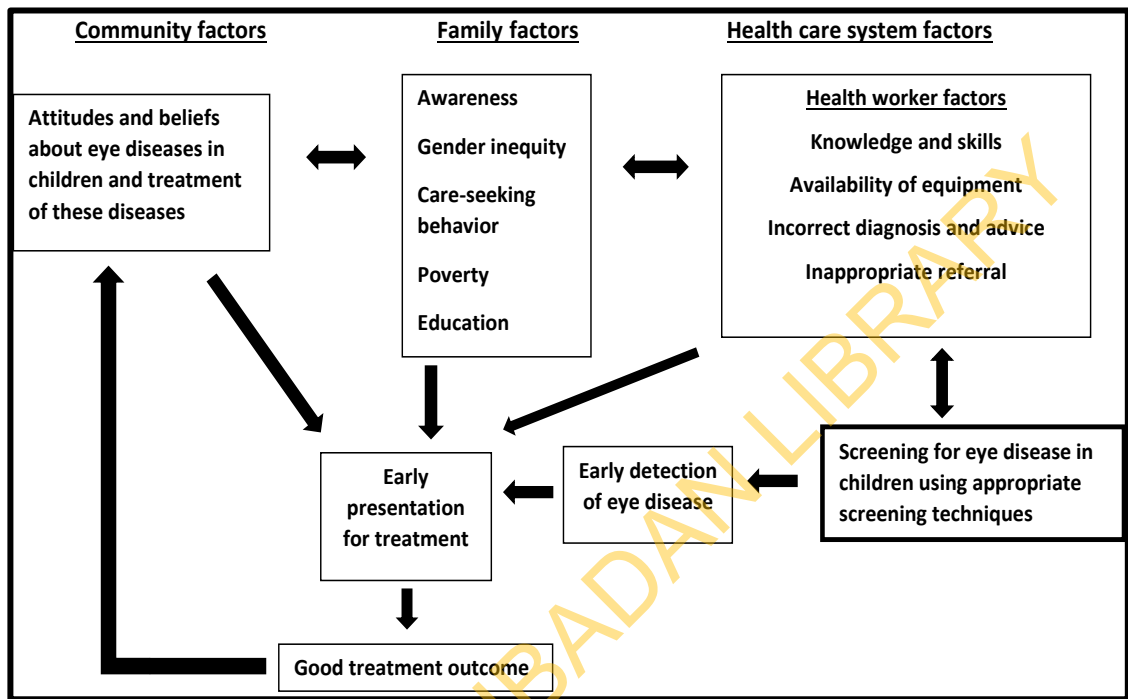 Community factors
Family factors
Health care system factors
Attitudes and beliefs
about eye diseases in
children and treatment
of these diseases
Awareness
Gender inequity
Care-seeking
behavior
Poverty
Education
Health worker factors
Knowledge and skills
Availability of equipment
Incorrect diagnosis and advice
Inappropriate referral
Early
presentation
for treatment
Early detection
of eye disease
Screening for eye disease in
children using appropriate
screening techniques
Good treatment outcome
IBADAN LIBRARY